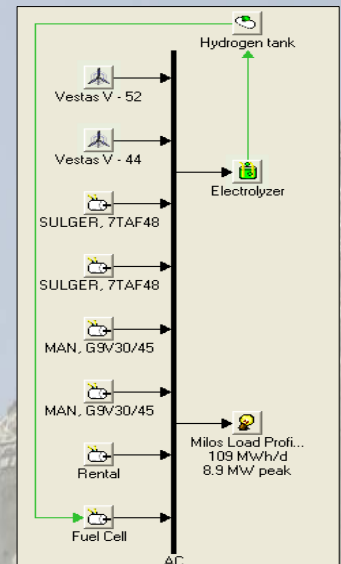 Hydrogen tank
Vestas V - 52
Vestas V - 44
Electrolyzer
SULGER, 7TAF48
SULGER, 7TAF48
MAN, G9V30/45
MAN, G9V30/45
Milos Load Profi...
109 MWh/d
8.9 MW peak
Rental
Fuel Cell
AC